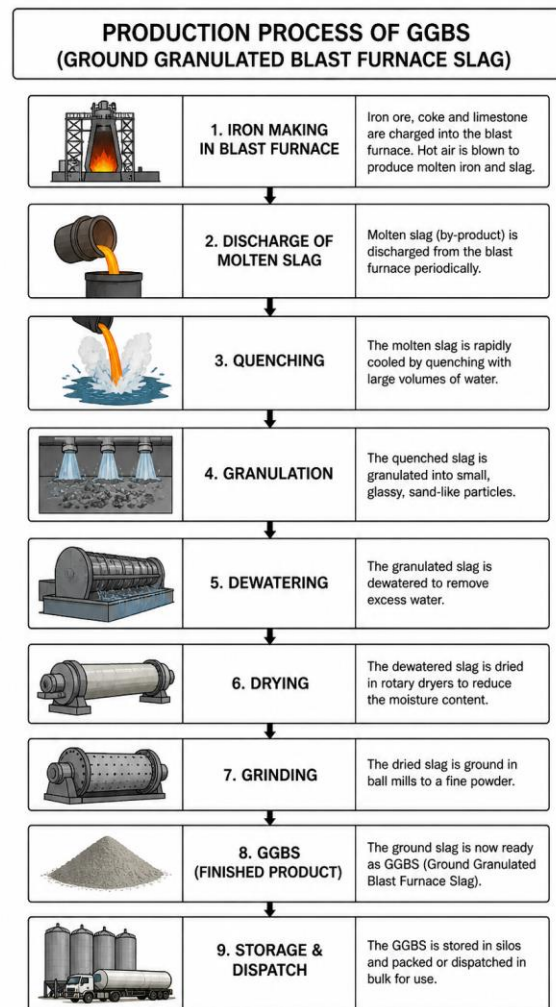 PRODUCTION PROCESS OF GGBS
(GROUND GRANULATED BLAST FURNACE SLAG)
1. IRON MAKING
IN BLAST FURNACE
Iron ore, coke and limestone
are charged into the blast
furnace. Hot air is blown to
produce molten iron and slag.
2. DISCHARGE OF
MOLTEN SLAG
Molten slag (by-product) is
discharged from the blast
furnace periodically.
3. QUENCHING
The molten slag is rapidly
cooled by quenching with
large volumes of water.
4. GRANULATION
The quenched slag is
granulated into small,
glassy, sand-like particles.
5. DEWATERING
The granulated slag is
dewatered to remove
excess water.
6. DRYING
The dewatered slag is dried
in rotary dryers to reduce
the moisture content.
7. GRINDING
The dried slag is ground in
ball mills to a fine powder.
8. GGBS
(FINISHED PRODUCT)
The ground slag is now ready
as GGBS (Ground Granulated
Blast Furnace Slag).
9. STORAGE &
DISPATCH
The GGBS is stored in silos
and packed or dispatched in
bulk for use.